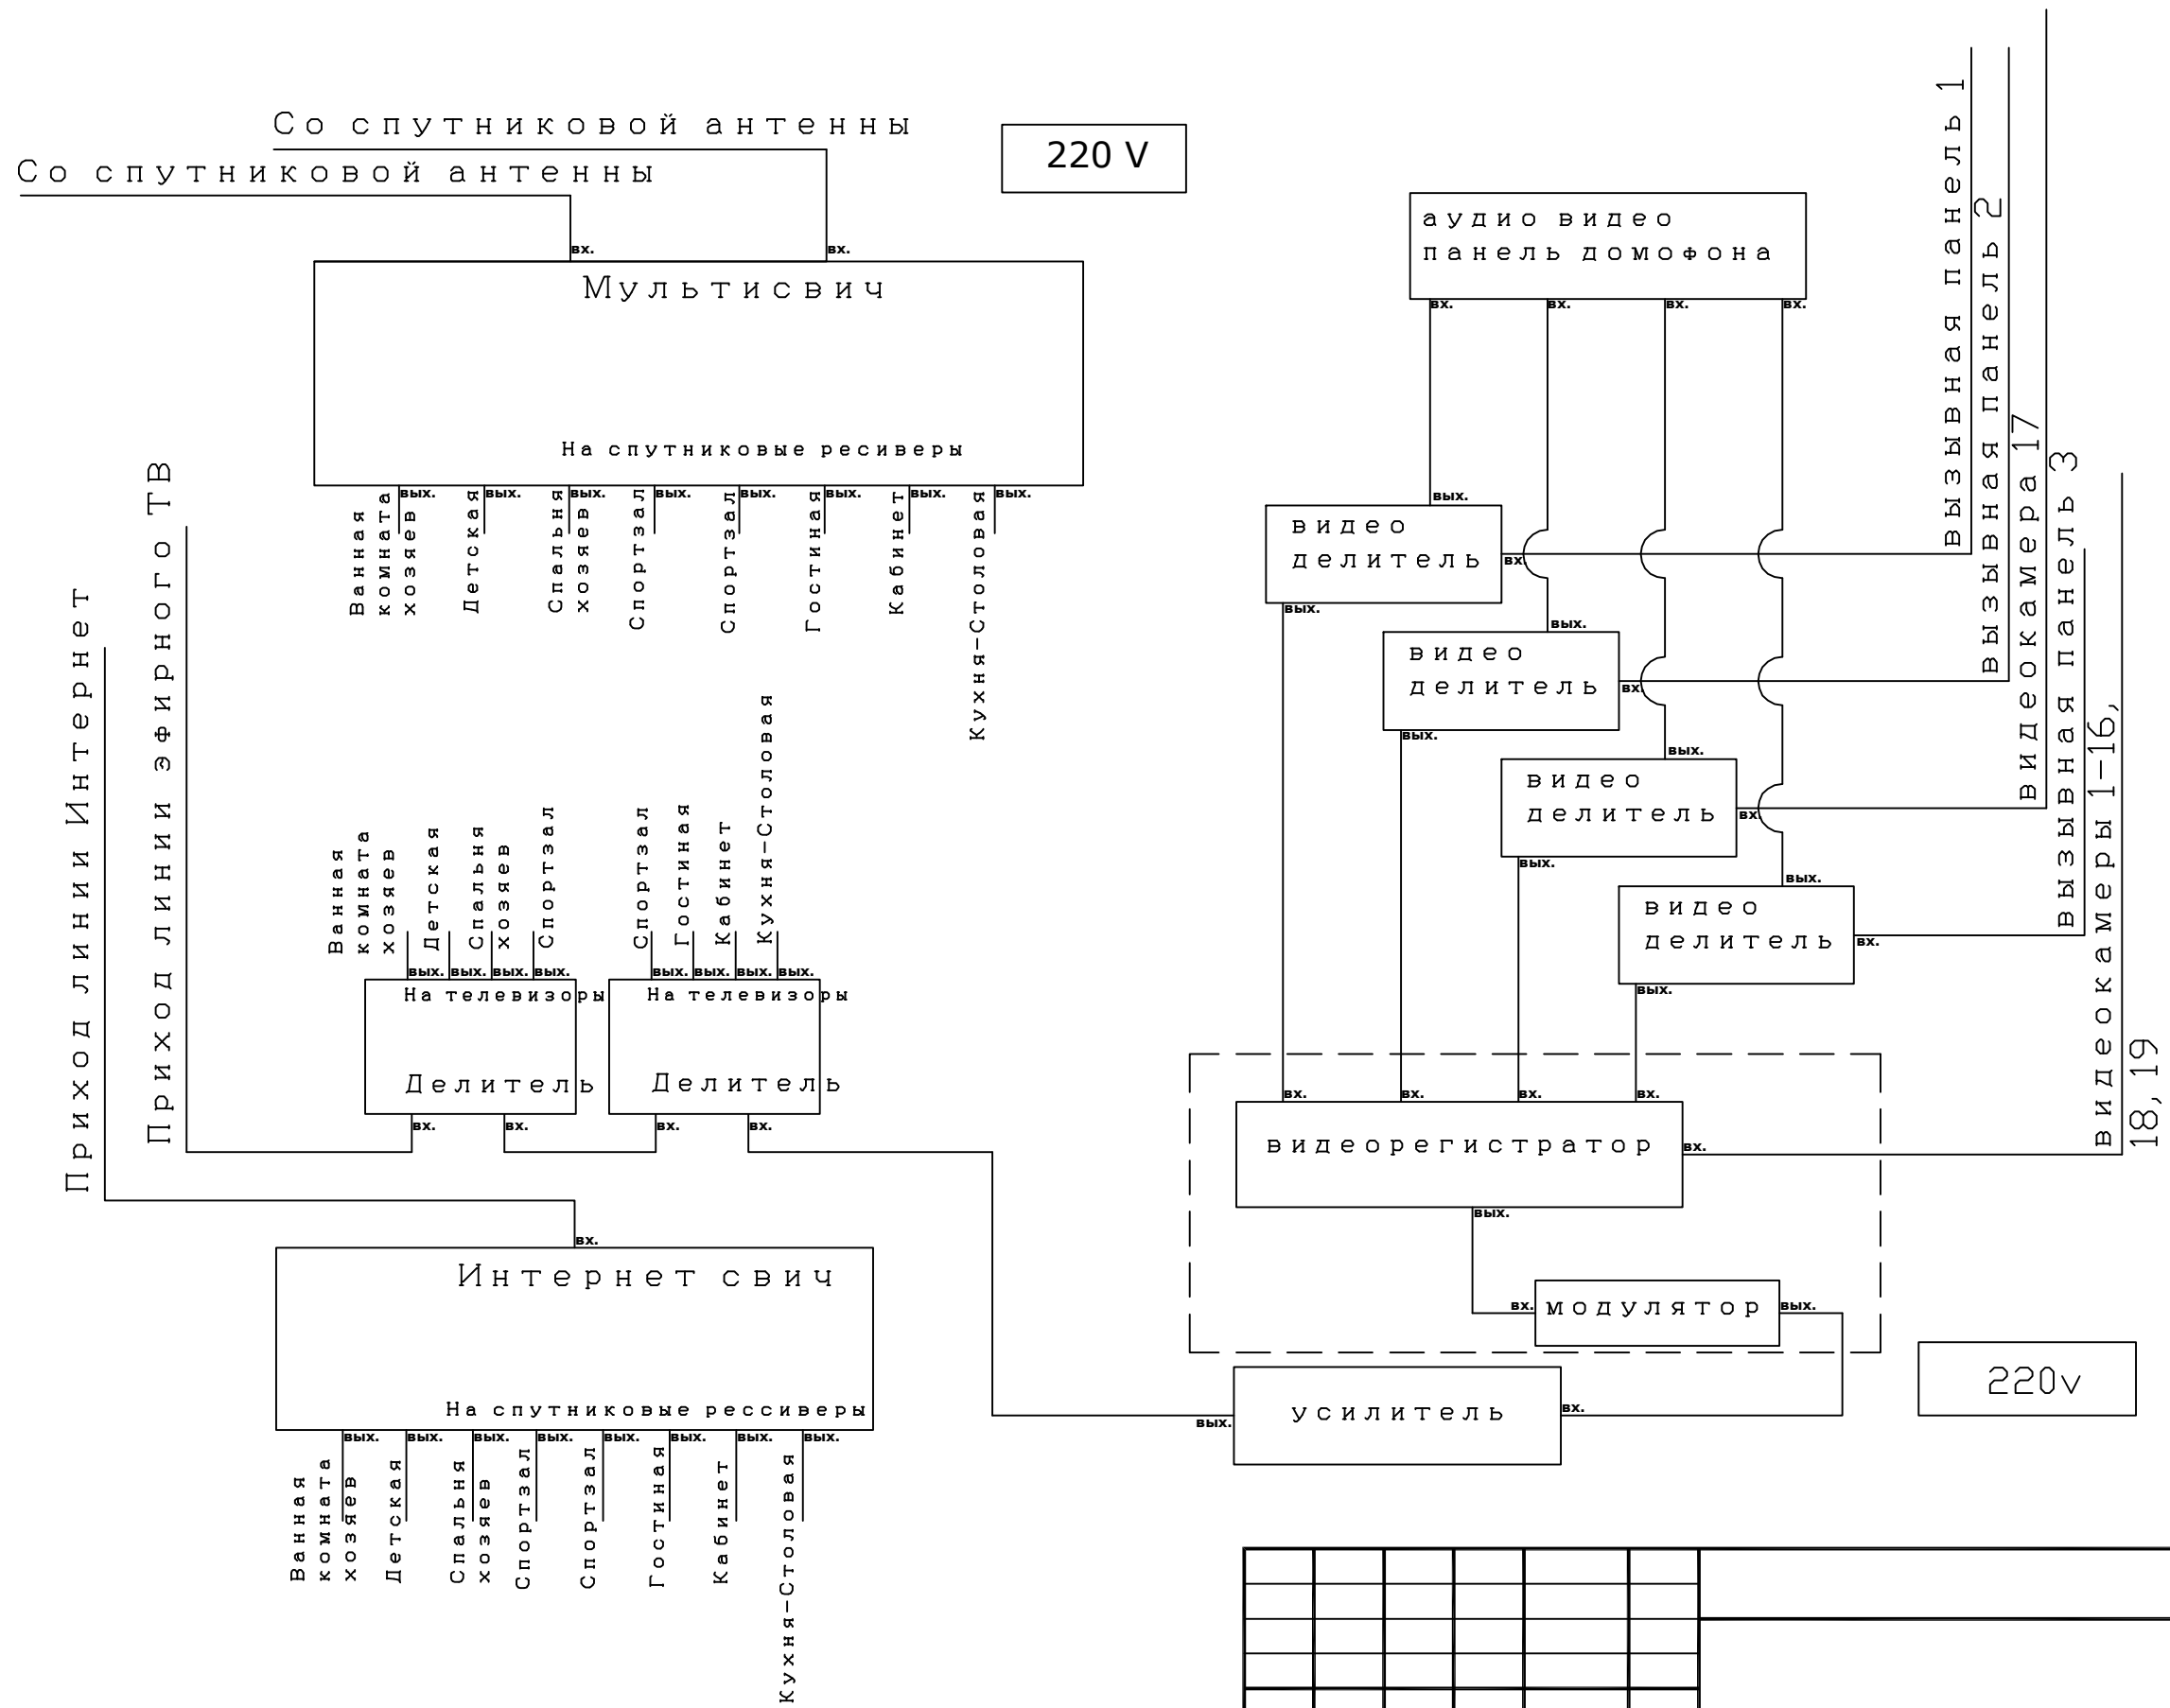 Со спутниковой антенны
Со спутниковой антенны
220 V
вх.
вх.
Мультисвич
На спутниковые ресиверы
вых.
вых.
вых.
вых.
вых.
вых.
вых.
вых.
Ванная
комната
хозяев
Детская
Спальня
хозяев
Спортзал
Спортзал
Гостиная
Кабинет
Кухня-Столовая
Приход линии Интернет
Приход линии эфирного ТВ
Ванная
комната
хозяев
Детская
Спальня
хозяев
Спортзал
Спортзал
Гостиная
Кабинет
Кухня-Столовая
вых.
вых.
вых.
вых.
вых.
вых.
вых.
вых.
На телевизоры
На телевизоры
Делитель
Делитель
вх.
вх.
вх.
вх.
вх.
Интернет свич
На спутниковые рессиверы
вых.
вых.
вых.
вых.
вых.
вых.
вых.
вых.
Ванная
комната
хозяев
Детская
Спальня
хозяев
Спортзал
Спортзал
Гостиная
Кабинет
Кухня-Столовая
аудио видео
панель домофона
вх.
вх.
вх.
вх.
вых.
видео
делитель
вх.
вых.
вых.
видео
делитель
вх.
вых.
вых.
видео
делитель
вх.
вых.
вых.
видео
делитель
вх.
вых.
вызывная панель 1
вызывная панель 2
видеокамера 17
вызывная панель 3
видеокамеры 1-16,
18, 19
вх.
вх.
вх.
вх.
видеорегистратор
вх.
вых.
вх.
модулятор
вых.
усилитель
вх.
вых.
220v